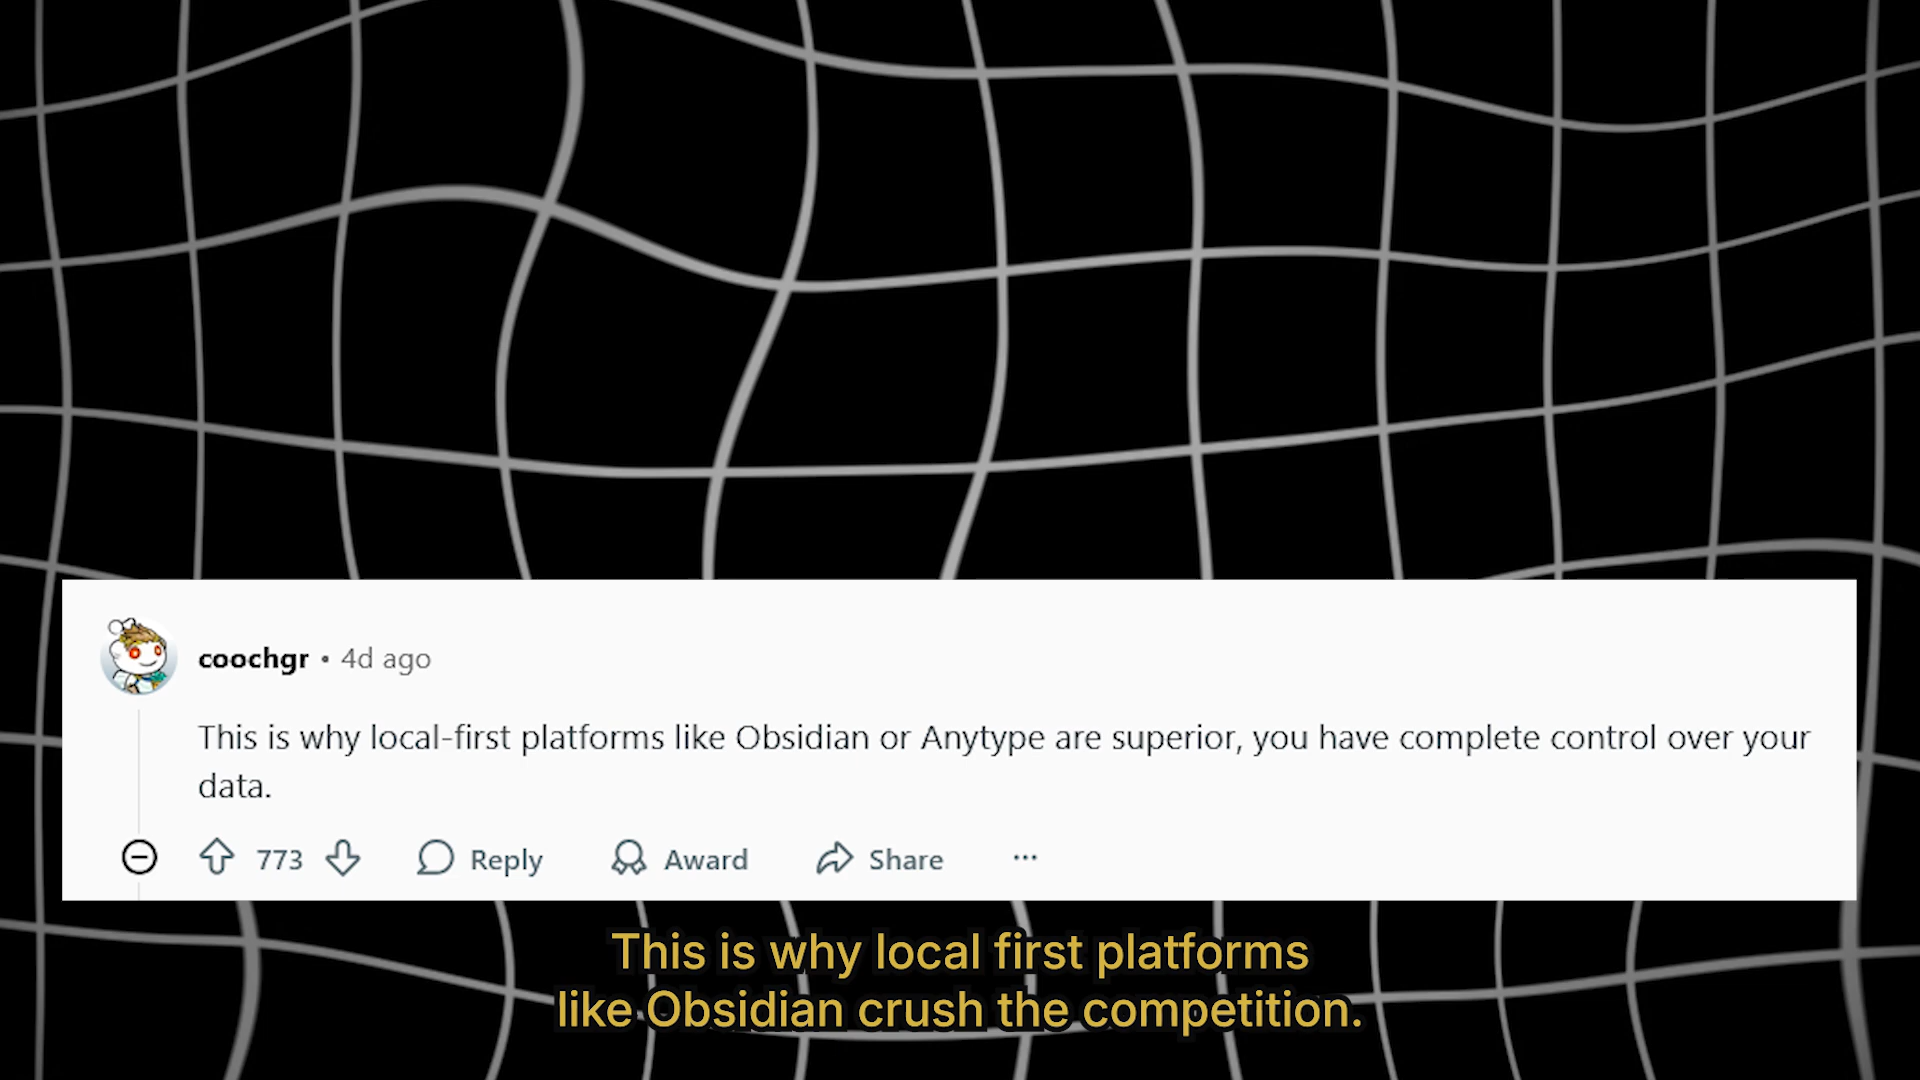 coochgr • 4d ago
This is why local-first platforms like Obsidian or Anytype are superior, you have complete control over your
data.
773 Reply Award Share ...
This is why local first platforms
like Obsidian crush the competition.